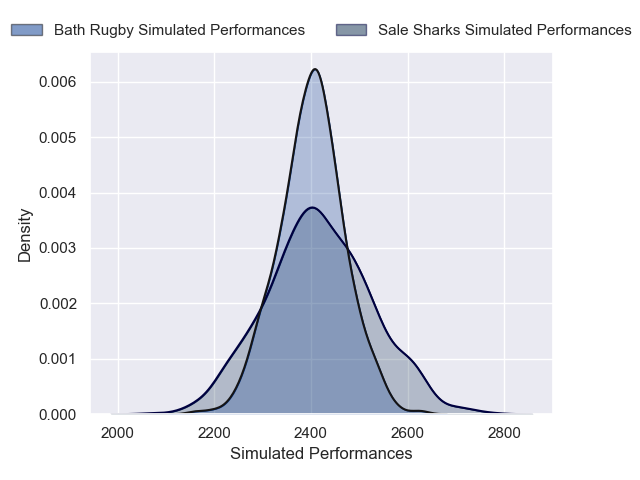 Bath Rugby Simulated Performances Sale Sharks Simulated Performances
0.006
0.005
0.004
0.003
0.002
0.001
0.000
Density
2000 2200 2400 2600 2800
Simulated Performances